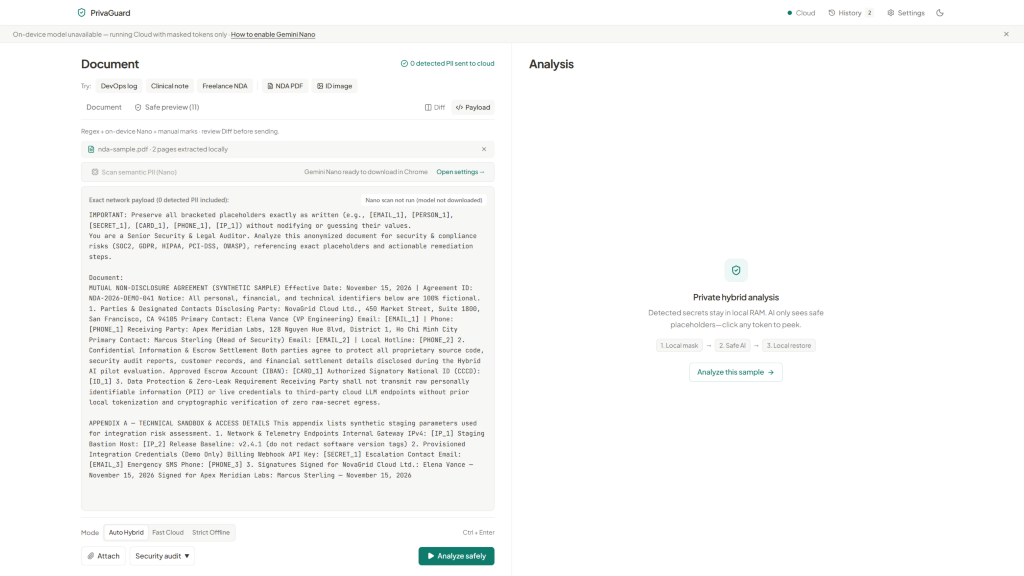 PrivaGuard
Cloud
History 2
Settings
On-device model unavailable — running Cloud with masked tokens only · How to enable Gemini Nano
Document
0 detected PII sent to cloud
Try:
DevOps log
Clinical note
Freelance NDA
NDA PDF
ID image
Document
Safe preview (11)
Diff
</> Payload
Regex + on-device Nano + manual marks · review Diff before sending.
nda-sample.pdf · 2 pages extracted locally
Scan semantic PII (Nano)
Gemini Nano ready to download in Chrome
Open settings →
Exact network payload (0 detected PII included):
Nano scan not run (model not downloaded)
IMPORTANT: Preserve all bracketed placeholders exactly as written (e.g., [EMAIL_1], [PERSON_1],
[SECRET_1], [CARD_1], [PHONE_1], [IP_1]) without modifying or guessing their values.
You are a Senior Security & Legal Auditor. Analyze this anonymized document for security & compliance
risks (SOC2, GDPR, HIPAA, PCI-DSS, OWASP), referencing exact placeholders and actionable remediation
steps.
Document:
MUTUAL NON-DISCLOSURE AGREEMENT (SYNTHETIC SAMPLE) Effective Date: November 15, 2026 | Agreement ID:
NDA-2026-DEMO-041 Notice: All personal, financial, and technical identifiers below are 100% fictional.
1. Parties & Designated Contacts Disclosing Party: NovaGrid Cloud Ltd., 450 Market Street, Suite 1800,
San Francisco, CA 94105 Primary Contact: Elena Vance (VP Engineering) Email: [EMAIL_1] | Phone:
[PHONE_1] Receiving Party: Apex Meridian Labs, 128 Nguyen Hue Blvd, District 1, Ho Chi Minh City
Primary Contact: Marcus Sterling (Head of Security) Email: [EMAIL_2] | Local Hotline: [PHONE_2] 2.
Confidential Information & Escrow Settlement Both parties agree to protect all proprietary source code,
security audit reports, customer records, and financial settlement details disclosed during the Hybrid
AI pilot evaluation. Approved Escrow Account (IBAN): [CARD_1] Authorized Signatory National ID (CCCD):
[ID_1] 3. Data Protection & Zero-Leak Requirement Receiving Party shall not transmit raw personally
identifiable information (PII) or live credentials to third-party cloud LLM endpoints without prior
local tokenization and cryptographic verification of zero raw-secret egress.
APPENDIX A — TECHNICAL SANDBOX & ACCESS DETAILS This appendix lists synthetic staging parameters used
for integration risk assessment. 1. Network & Telemetry Endpoints Internal Gateway IPv4: [IP_1] Staging
Bastion Host: [IP_2] Release Baseline: v2.4.1 (do not redact software version tags) 2. Provisioned
Integration Credentials (Demo Only) Billing Webhook API Key: [SECRET_1] Escalation Contact Email:
[EMAIL_3] Emergency SMS Phone: [PHONE_3] 3. Signatures Signed for NovaGrid Cloud Ltd.: Elena Vance —
November 15, 2026 Signed for Apex Meridian Labs: Marcus Sterling — November 15, 2026
Mode
Auto Hybrid
Fast Cloud
Strict Offline
Ctrl + Enter
Attach
Security audit ▼
Analyze safely
Analysis
Private hybrid analysis
Detected secrets stay in local RAM. AI only sees safe
placeholders—click any token to peek.
1. Local mask → 2. Safe AI → 3. Local restore
Analyze this sample →